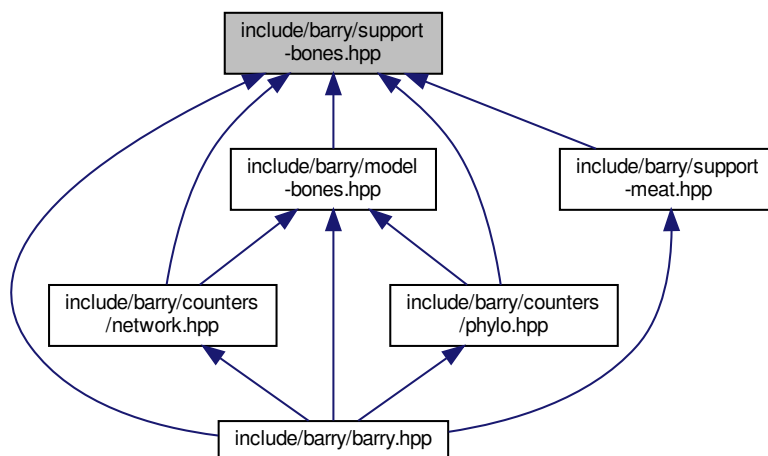 include/barry/support
-bones.hpp
include/barry/model
-bones.hpp
include/barry/support
-meat.hpp
include/barry/counters
/network.hpp
include/barry/counters
/phylo.hpp
include/barry/barry.hpp